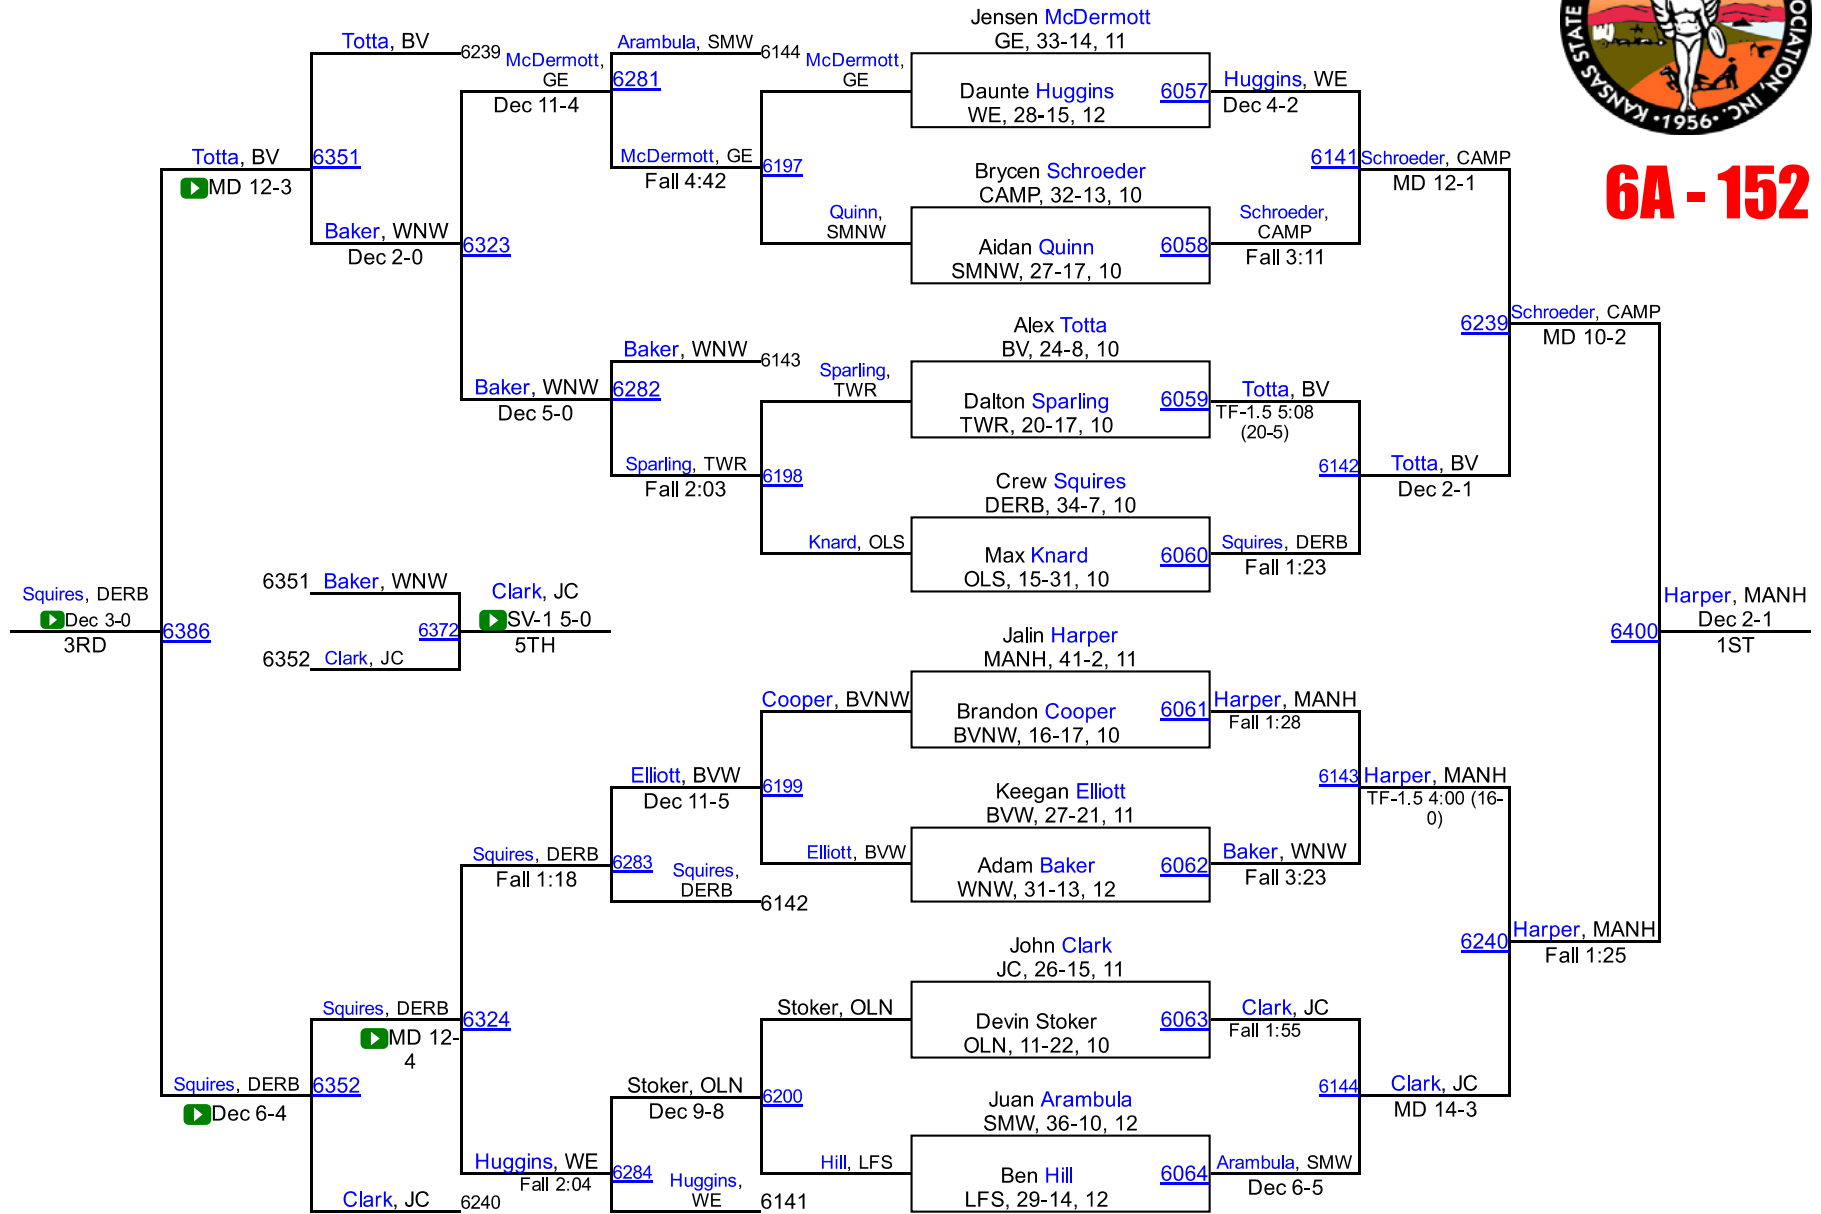 KANSAS STATE
OCIATION, INC.
•1956•
6A - 152
Totta, BV
6239
McDermott,
GE
Dec 11-4
Arambula, SMW
6144
6281
McDermott, GE
Fall 4:42
McDermott,
GE
6197
Quinn,
SMNW
Jensen McDermott
GE, 33-14, 11
Daunte Huggins
WE, 28-15, 12
6057
Huggins, WE
Dec 4-2
Brycen Schroeder
CAMP, 32-13, 10
Aidan Quinn
SMNW, 27-17, 10
6058
Schroeder,
CAMP
Fall 3:11
6141
Schroeder, CAMP
MD 12-1
Totta, BV
MD 12-3
6351
Baker, WNW
Dec 2-0
6323
Baker, WNW
6143
Baker, WNW
Dec 5-0
6282
Sparling, TWR
Fall 2:03
Sparling,
TWR
6198
Knard, OLS
Alex Totta
BV, 24-8, 10
Dalton Sparling
TWR, 20-17, 10
6059
Totta, BV
TF-1.5 5:08
(20-5)
Crew Squires
DERB, 34-7, 10
Max Knard
OLS, 15-31, 10
6060
Squires, DERB
Fall 1:23
6142
Totta, BV
Dec 2-1
6239
Schroeder, CAMP
MD 10-2
Squires, DERB
Dec 3-0
3RD
6386
6351
Baker, WNW
6352
Clark, JC
6372
Clark, JC
SV-1 5-0
5TH
6400
Harper, MANH
Dec 2-1
1ST
Jalin Harper
MANH, 41-2, 11
Brandon Cooper
BVNW, 16-17, 10
6061
Harper, MANH
Fall 1:28
Cooper, BVNW
Elliott, BVW
Dec 11-5
6199
Elliott, BVW
Keegan Elliott
BVW, 27-21, 11
Adam Baker
WNW, 31-13, 12
6062
Baker, WNW
Fall 3:23
6143
Harper, MANH
TF-1.5 4:00 (16-
0)
Squires, DERB
Fall 1:18
6283
Squires,
DERB
6142
6240
Harper, MANH
Fall 1:25
John Clark
JC, 26-15, 11
Devin Stoker
OLN, 11-22, 10
6063
Clark, JC
Fall 1:55
Stoker, OLN
Squires, DERB
MD 12-
4
6324
Squires, DERB
Dec 6-4
6352
Stoker, OLN
Dec 9-8
6200
Hill, LFS
Juan Arambula
SMW, 36-10, 12
Ben Hill
LFS, 29-14, 12
6064
Arambula, SMW
Dec 6-5
6144
Clark, JC
MD 14-3
Huggins, WE
Fall 2:04
6284
Huggins,
WE
6141
Clark, JC
6240